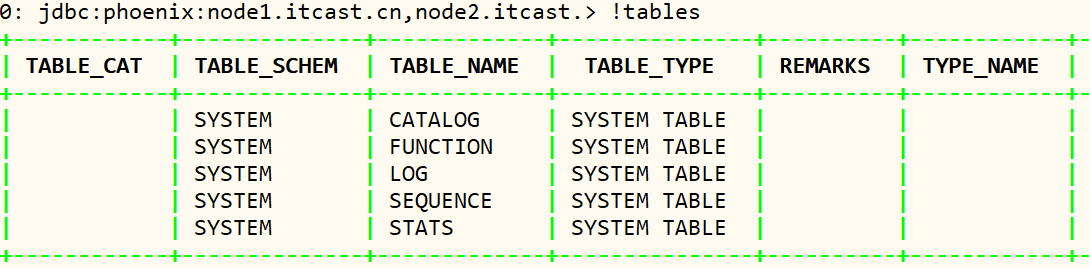 0: jdbc:phoenix:node1.itcast.cn,node2.itcast.> !tables
+------------+--------------+-------------+---------------+----------+------------+-
| TABLE_CAT | TABLE_SCHEM | TABLE_NAME | TABLE_TYPE | REMARKS | TYPE_NAME |
+------------+--------------+-------------+---------------+----------+------------+-
| | SYSTEM | CATALOG | SYSTEM TABLE | | |
| | SYSTEM | FUNCTION | SYSTEM TABLE | | |
| | SYSTEM | LOG | SYSTEM TABLE | | |
| | SYSTEM | SEQUENCE | SYSTEM TABLE | | |
| | SYSTEM | STATS | SYSTEM TABLE | | |
+------------+--------------+-------------+---------------+----------+------------+-